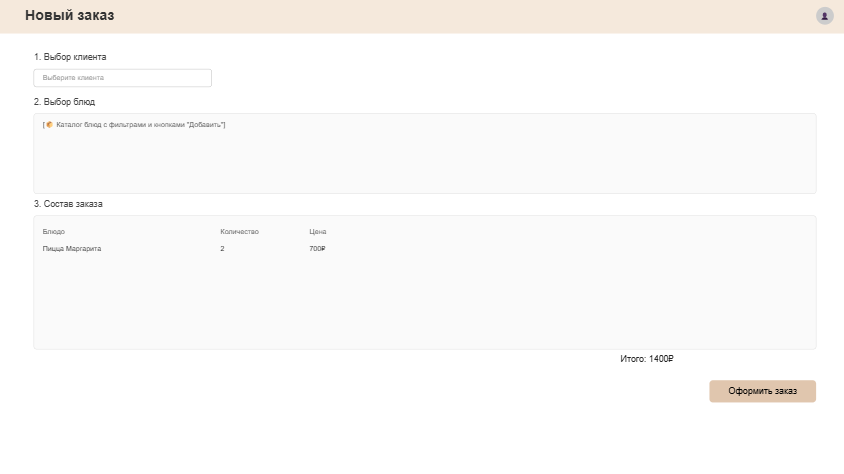 Новый заказ
1. Выбор клиента
Выберите клиента
2. Выбор блюд
[🥠 Каталог блюд с фильтрами и кнопками "Добавить"]
3. Состав заказа
Блюдо Количество Цена
Пицца Маргарита 2 700₽
Итого: 1400₽
Оформить заказ